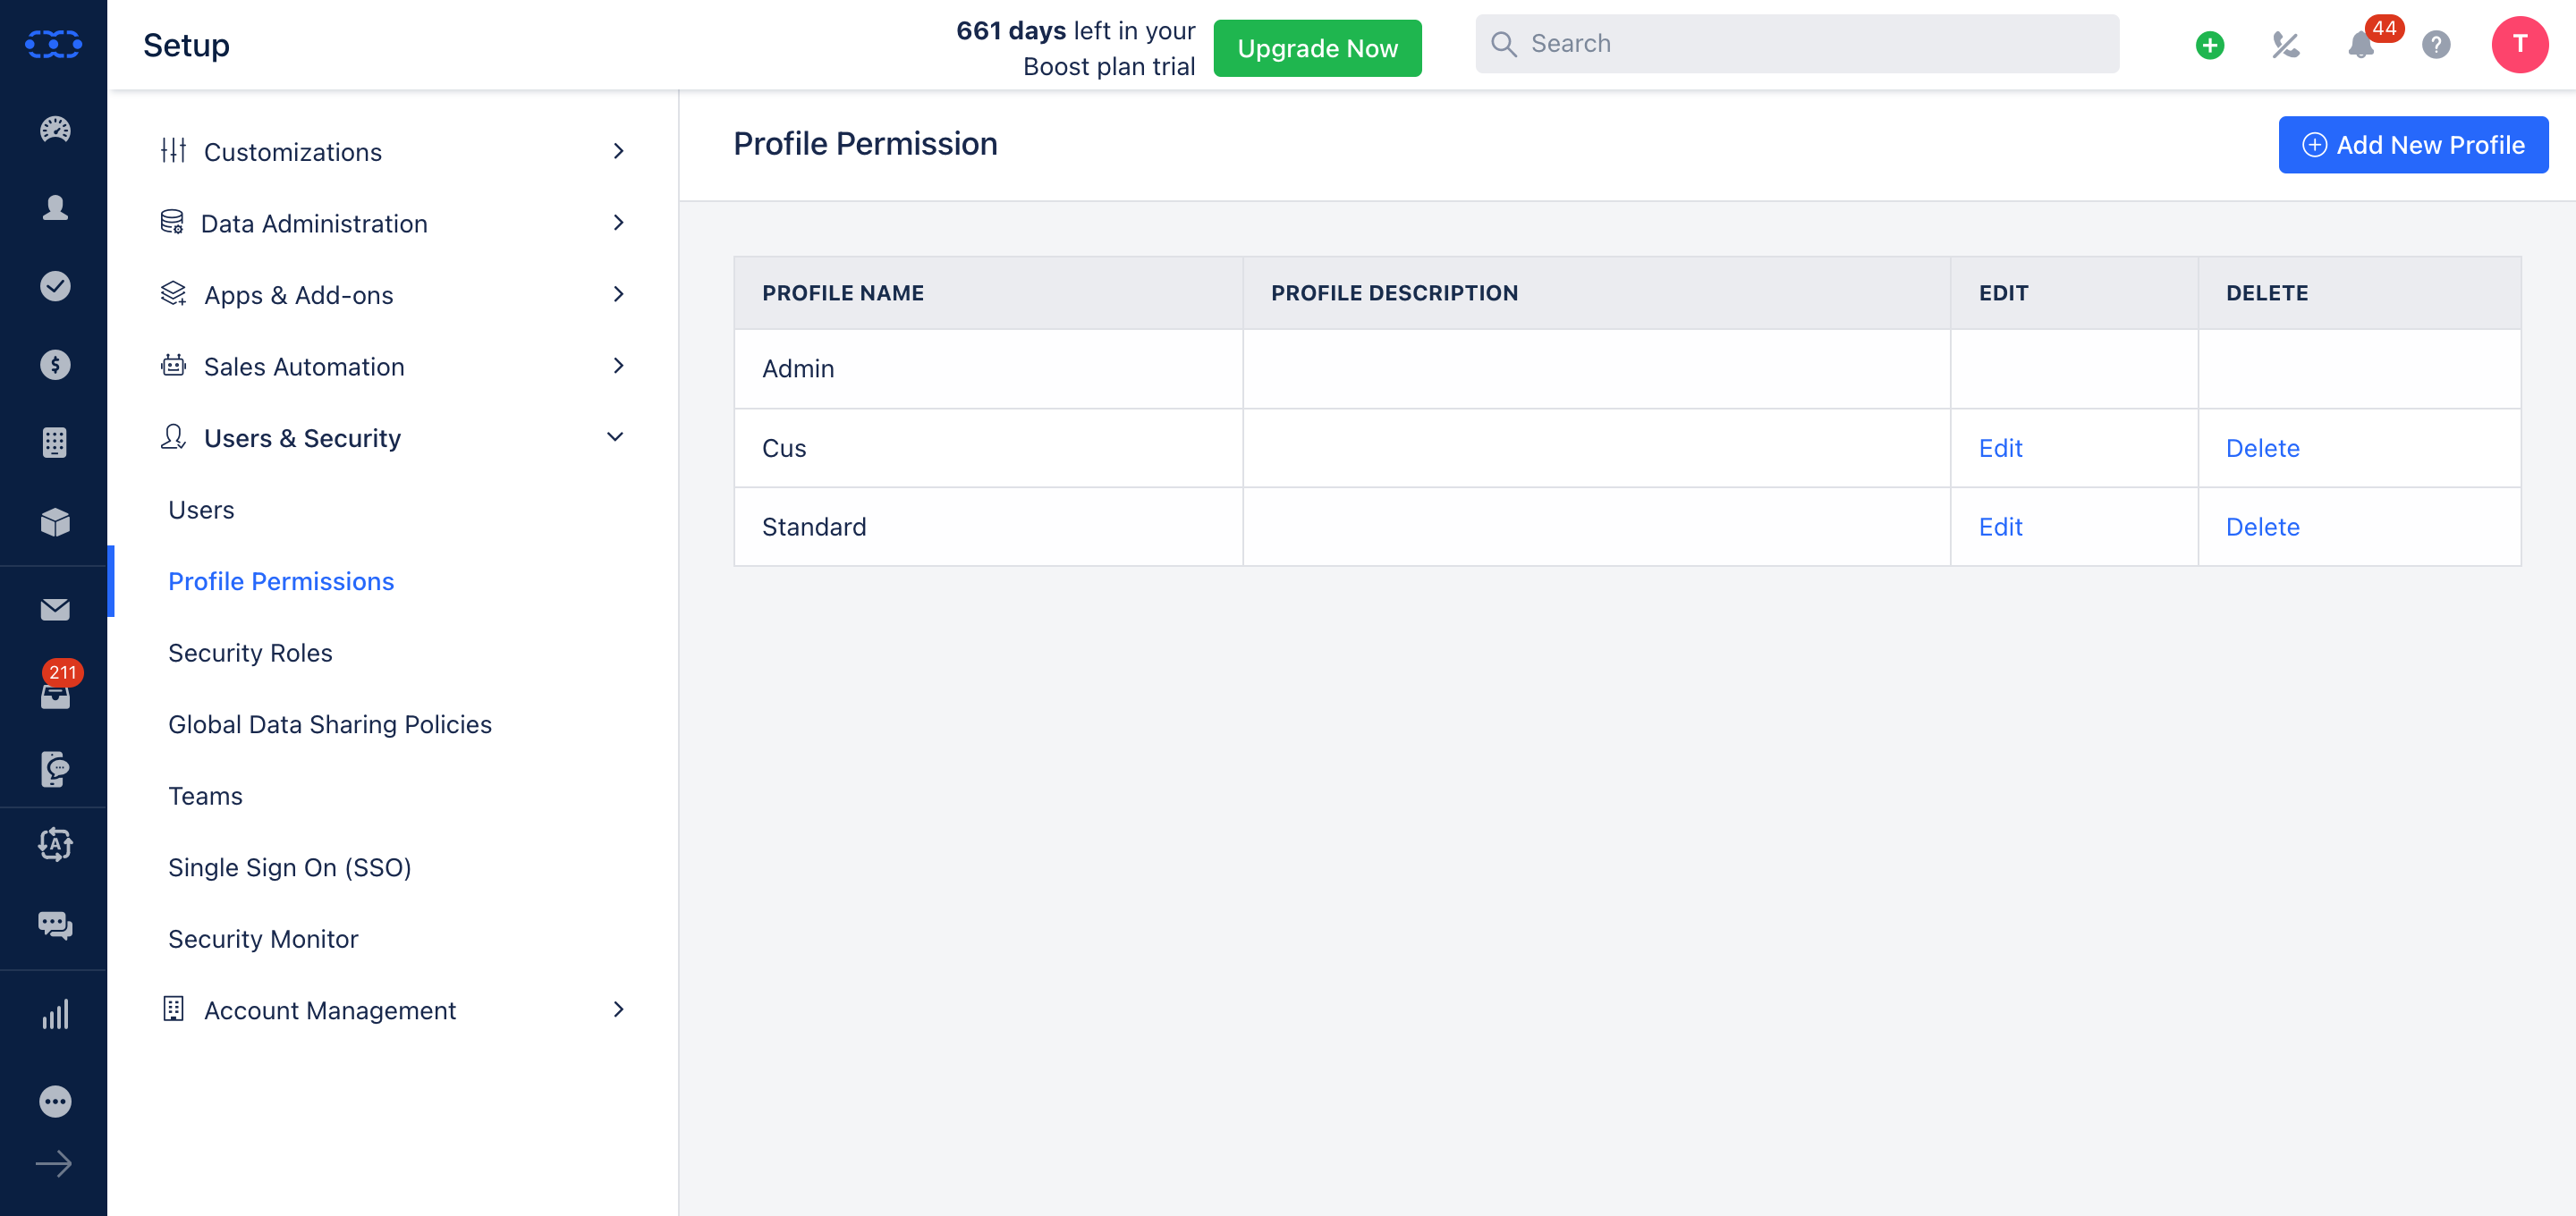 Setup
661 days left in your
Boost plan trial
Upgrade Now
Search
44
T
Customizations
Data Administration
Apps & Add-ons
Sales Automation
Users & Security
Users
Profile Permissions
Security Roles
Global Data Sharing Policies
Teams
Single Sign On (SSO)
Security Monitor
Account Management
211
Profile Permission
Add New Profile
PROFILE NAME PROFILE DESCRIPTION EDIT DELETE
Admin
Cus Edit Delete
Standard Edit Delete